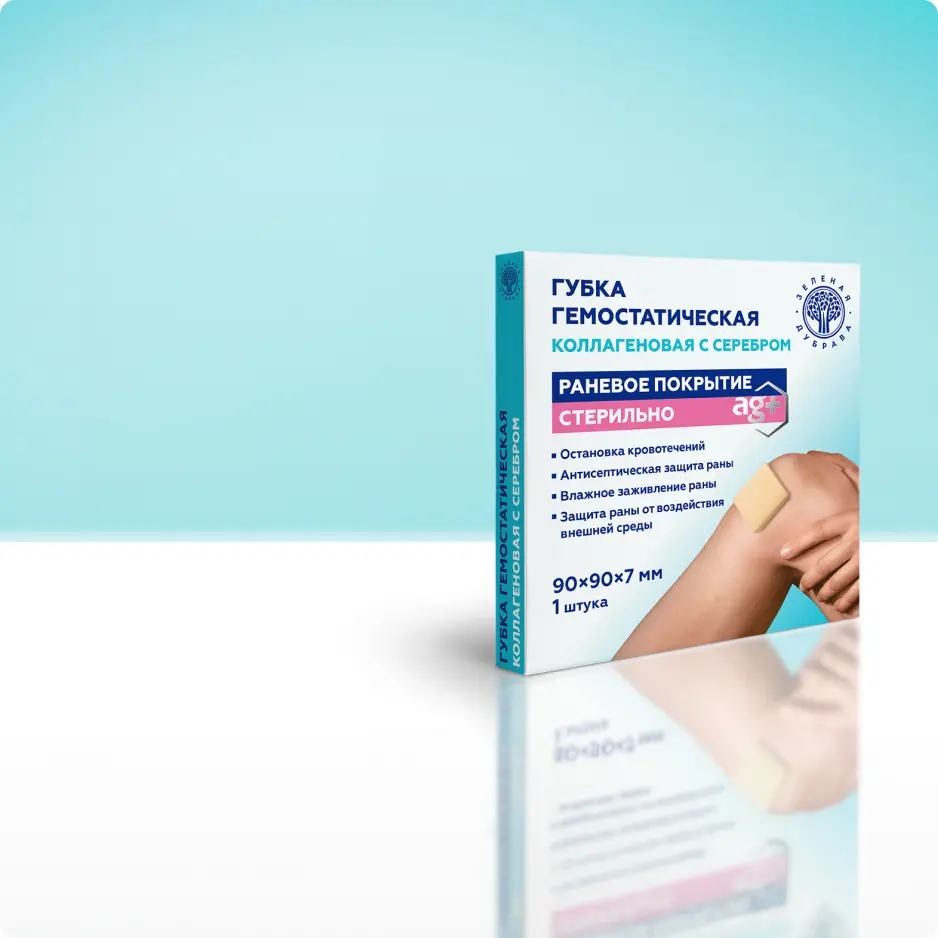 ГУБКА
ГЕМОСТАТИЧЕСКАЯ
КОЛЛАГЕНОВАЯ С СЕРЕБРОМ
ЗЕЛЕНАЯ
ДУБРАВА
РАНЕВОЕ ПОКРЫТИЕ
СТЕРИЛЬНО
ag+
▪ Остановка кровотечений
▪ Антисептическая защита раны
▪ Влажное заживление раны
▪ Защита раны от воздействия
внешней среды
90×90×7 мм
1 штука
ГУБКА ГЕМОСТАТИЧЕСКАЯ
КОЛЛАГЕНОВАЯ С СЕРЕБРОМ